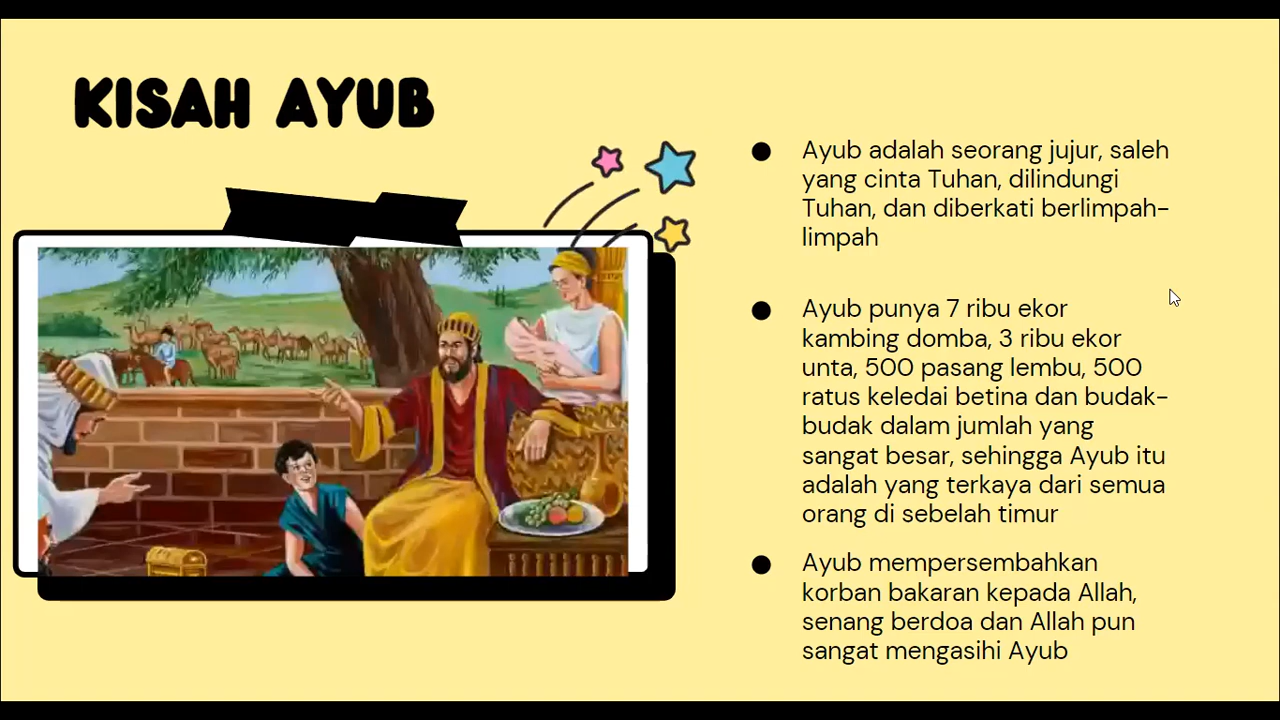 KISAH AYUB
Ayub adalah seorang jujur, saleh
yang cinta Tuhan, dilindungi
Tuhan, dan diberkati berlimpah-
limpah
Ayub punya 7 ribu ekor
kambing domba, 3 ribu ekor
unta, 500 pasang lembu, 500
ratus keledai betina dan budak-
budak dalam jumlah yang
sangat besar, sehingga Ayub itu
adalah yang terkaya dari semua
orang di sebelah timur
Ayub mempersembahkan
korban bakaran kepada Allah,
senang berdoa dan Allah pun
sangat mengasihi Ayub